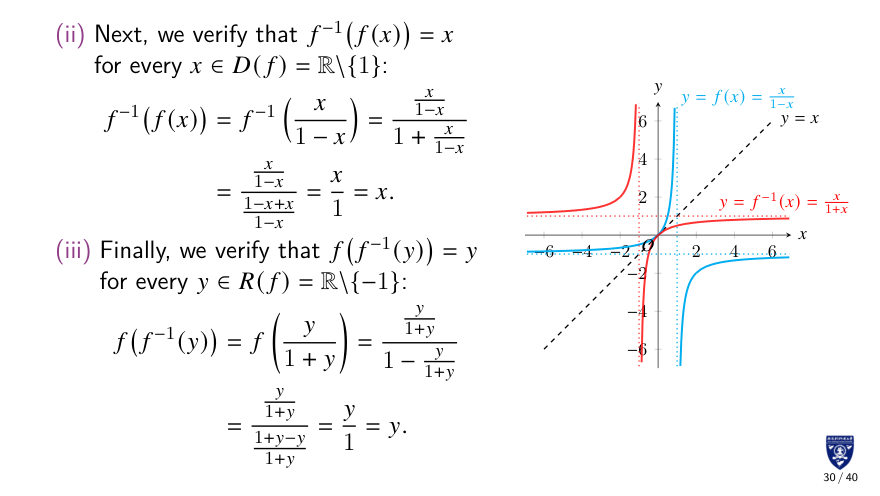 (ii) Next, we verify that f⁻¹(f(x)) = x
for every x ∈ D(f) = ℝ\{1}:
f⁻¹(f(x)) = f⁻¹(x/(1 − x)) = (x/(1−x))/(1 + x/(1−x))
= (x/(1−x))/((1−x+x)/(1−x)) = x/1 = x.
(iii) Finally, we verify that f(f⁻¹(y)) = y
for every y ∈ R(f) = ℝ\{−1}:
f(f⁻¹(y)) = f(y/(1 + y)) = (y/(1+y))/(1 − y/(1+y))
= (y/(1+y))/((1+y−y)/(1+y)) = y/1 = y.
y
y = f(x) = x/(1−x)
y = x
6
4
2
y = f⁻¹(x) = x/(1+x)
x
O
−6 −4 −2 2 4 6
−2
−4
−6
30 / 40